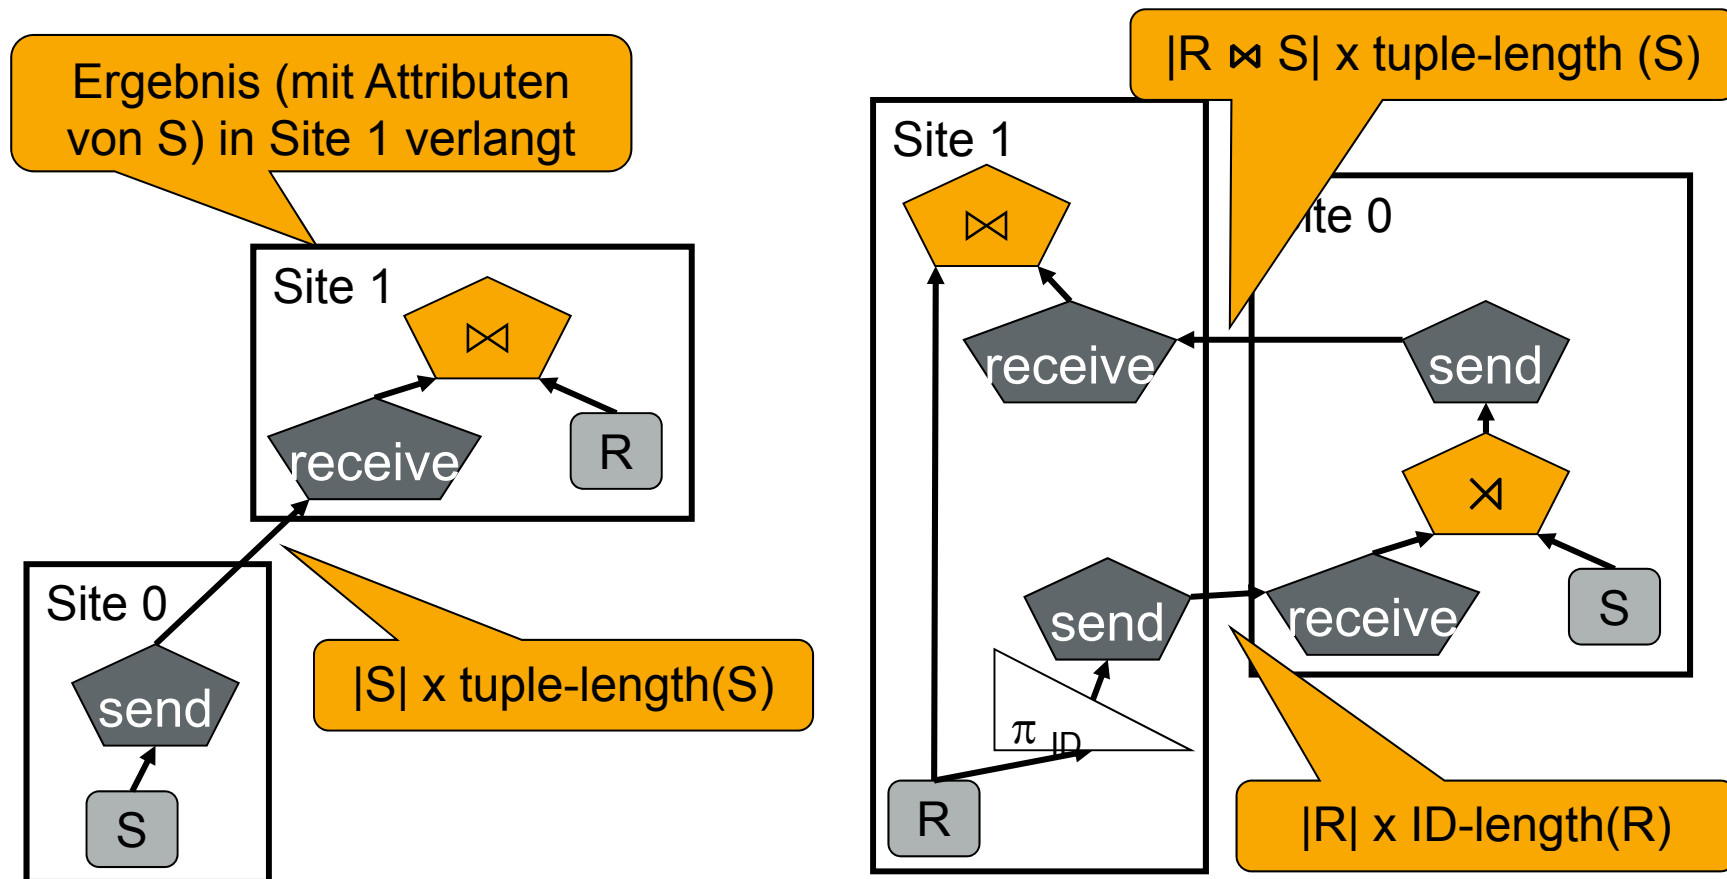 Ergebnis (mit Attributen
von S) in Site 1 verlangt
Site 1
⋈
receive
R
Site 0
send
S
|S| x tuple-length(S)
|R ⋈ S| x tuple-length (S)
Site 1
⋈
receive
send
π ID
R
ite 0
send
⋊
receive
S
|R| x ID-length(R)